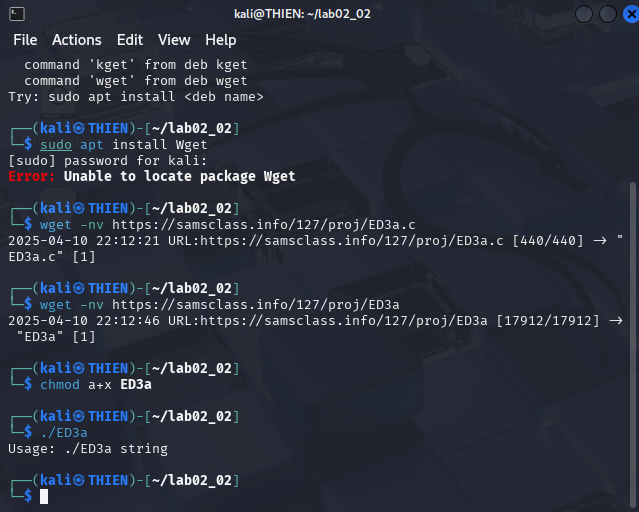 kali@THIEN: ~/lab02_02
File Actions Edit View Help
command 'kget' from deb kget
command 'wget' from deb wget
Try: sudo apt install <deb name>
┌──(kali㉿THIEN)-[~/lab02_02]
└─$ sudo apt install Wget
[sudo] password for kali:
Error: Unable to locate package Wget
┌──(kali㉿THIEN)-[~/lab02_02]
└─$ wget -nv https://samsclass.info/127/proj/ED3a.c
2025-04-10 22:12:21 URL:https://samsclass.info/127/proj/ED3a.c [440/440] -> "
ED3a.c" [1]
┌──(kali㉿THIEN)-[~/lab02_02]
└─$ wget -nv https://samsclass.info/127/proj/ED3a
2025-04-10 22:12:46 URL:https://samsclass.info/127/proj/ED3a [17912/17912] ->
"ED3a" [1]
┌──(kali㉿THIEN)-[~/lab02_02]
└─$ chmod a+x ED3a
┌──(kali㉿THIEN)-[~/lab02_02]
└─$ ./ED3a
Usage: ./ED3a string
┌──(kali㉿THIEN)-[~/lab02_02]
└─$